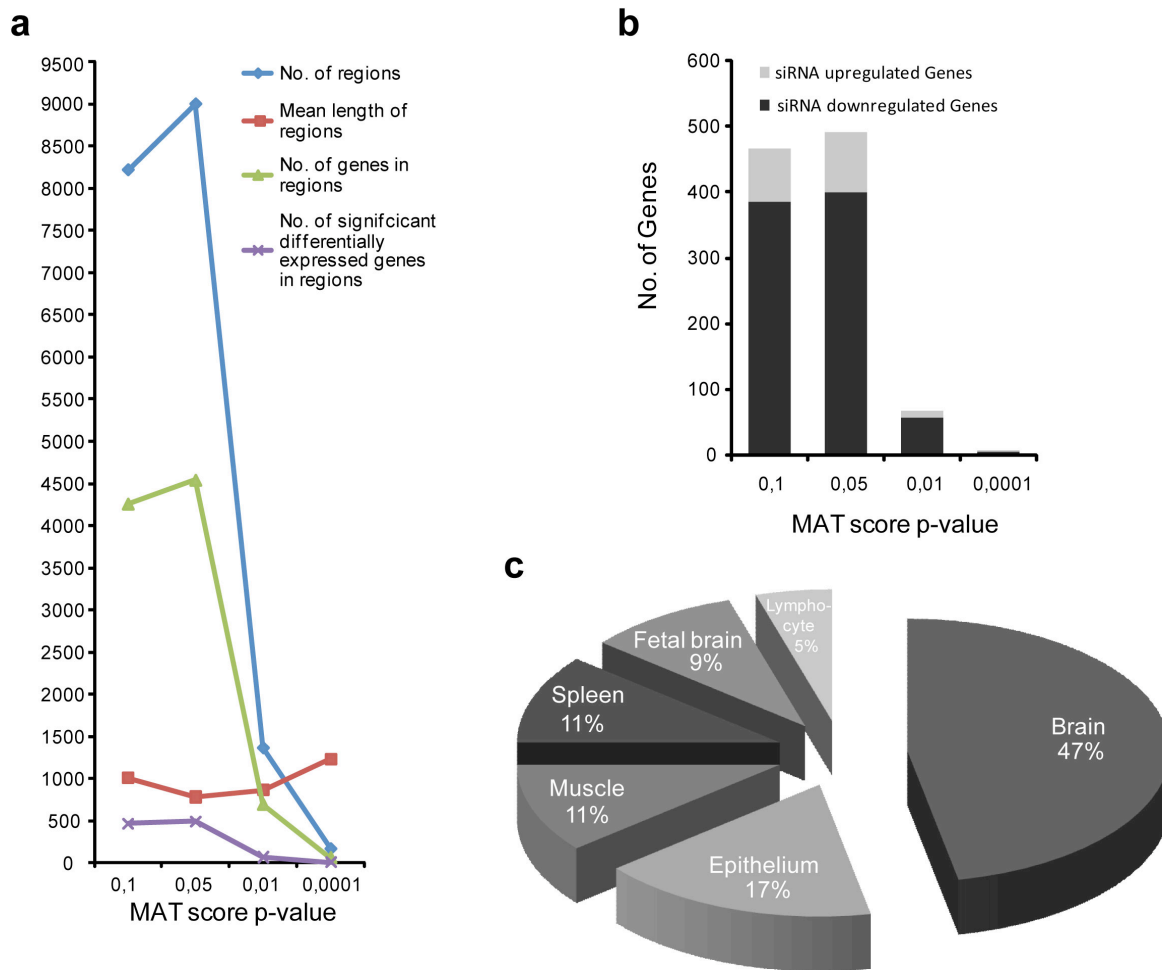 a
9500
9000
8500
8000
7500
7000
6500
6000
5500
5000
4500
4000
3500
3000
2500
2000
1500
1000
500
0
0,1
0,05
0,01
0,0001
MAT score p-value
No. of regions
Mean length of
regions
No. of genes in
regions
No. of signifcicant
differentially
expressed genes
in regions
b
600
500
400
300
200
100
0
No. of Genes
siRNA upregulated Genes
siRNA downregulated Genes
0,1
0,05
0,01
0,0001
MAT score p-value
c
Lympho-
cyte
5%
Fetal brain
9%
Spleen
11%
Muscle
11%
Epithelium
17%
Brain
47%